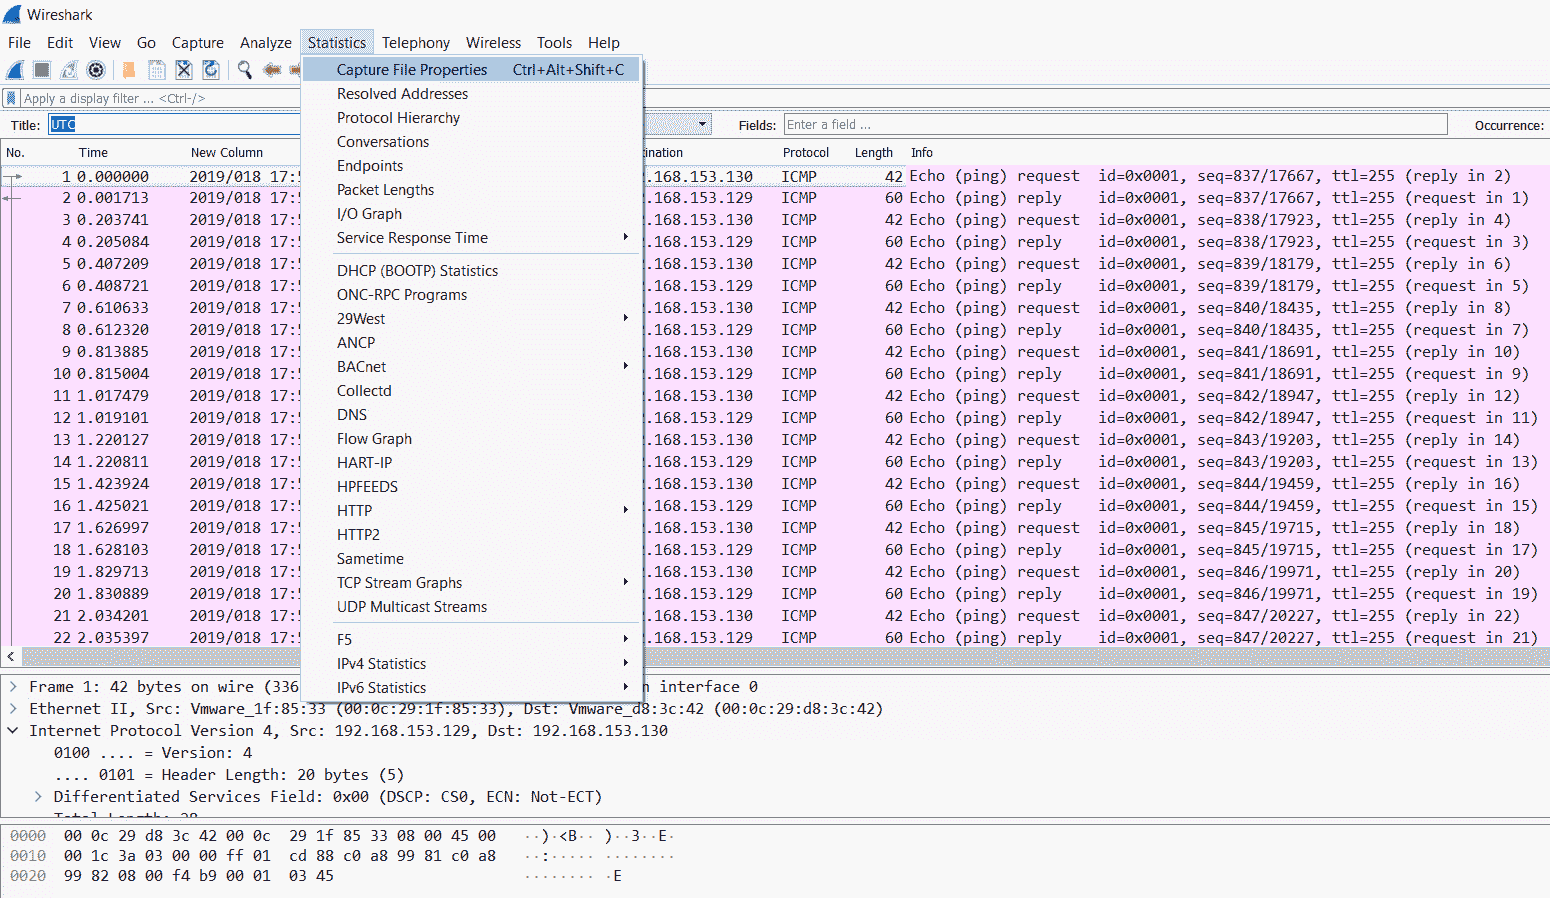 Wireshark
File Edit View Go Capture Analyze Statistics Telephony Wireless Tools Help
Capture File Properties Ctrl+Alt+Shift+C
Resolved Addresses
Protocol Hierarchy
Conversations
Endpoints
Packet Lengths
I/O Graph
Service Response Time
DHCP (BOOTP) Statistics
ONC-RPC Programs
29West
ANCP
BACnet
Collectd
DNS
Flow Graph
HART-IP
HPFEEDS
HTTP
HTTP2
Sametime
TCP Stream Graphs
UDP Multicast Streams
F5
IPv4 Statistics
IPv6 Statistics
Apply a display filter ... <Ctrl-/>
Title: UTC Fields: Enter a field ... Occurrence:
No. Time New Column ination Protocol Length Info
1 0.000000 2019/018 17:5 .168.153.130 ICMP 42 Echo (ping) request id=0x0001, seq=837/17667, ttl=255 (reply in 2)
2 0.001713 2019/018 17:5 .168.153.129 ICMP 60 Echo (ping) reply id=0x0001, seq=837/17667, ttl=255 (request in 1)
3 0.203741 2019/018 17:5 .168.153.130 ICMP 42 Echo (ping) request id=0x0001, seq=838/17923, ttl=255 (reply in 4)
4 0.205084 2019/018 17:5 .168.153.129 ICMP 60 Echo (ping) reply id=0x0001, seq=838/17923, ttl=255 (request in 3)
5 0.407209 2019/018 17:5 .168.153.130 ICMP 42 Echo (ping) request id=0x0001, seq=839/18179, ttl=255 (reply in 6)
6 0.408721 2019/018 17:5 .168.153.129 ICMP 60 Echo (ping) reply id=0x0001, seq=839/18179, ttl=255 (request in 5)
7 0.610633 2019/018 17:5 .168.153.130 ICMP 42 Echo (ping) request id=0x0001, seq=840/18435, ttl=255 (reply in 8)
8 0.612320 2019/018 17:5 .168.153.129 ICMP 60 Echo (ping) reply id=0x0001, seq=840/18435, ttl=255 (request in 7)
9 0.813885 2019/018 17:5 .168.153.130 ICMP 42 Echo (ping) request id=0x0001, seq=841/18691, ttl=255 (reply in 10)
10 0.815004 2019/018 17:5 .168.153.129 ICMP 60 Echo (ping) reply id=0x0001, seq=841/18691, ttl=255 (request in 9)
11 1.017479 2019/018 17:5 .168.153.130 ICMP 42 Echo (ping) request id=0x0001, seq=842/18947, ttl=255 (reply in 12)
12 1.019101 2019/018 17:5 .168.153.129 ICMP 60 Echo (ping) reply id=0x0001, seq=842/18947, ttl=255 (request in 11)
13 1.220127 2019/018 17:5 .168.153.130 ICMP 42 Echo (ping) request id=0x0001, seq=843/19203, ttl=255 (reply in 14)
14 1.220811 2019/018 17:5 .168.153.129 ICMP 60 Echo (ping) reply id=0x0001, seq=843/19203, ttl=255 (request in 13)
15 1.423924 2019/018 17:5 .168.153.130 ICMP 42 Echo (ping) request id=0x0001, seq=844/19459, ttl=255 (reply in 16)
16 1.425021 2019/018 17:5 .168.153.129 ICMP 60 Echo (ping) reply id=0x0001, seq=844/19459, ttl=255 (request in 15)
17 1.626997 2019/018 17:5 .168.153.130 ICMP 42 Echo (ping) request id=0x0001, seq=845/19715, ttl=255 (reply in 18)
18 1.628103 2019/018 17:5 .168.153.129 ICMP 60 Echo (ping) reply id=0x0001, seq=845/19715, ttl=255 (request in 17)
19 1.829713 2019/018 17:5 .168.153.130 ICMP 42 Echo (ping) request id=0x0001, seq=846/19971, ttl=255 (reply in 20)
20 1.830889 2019/018 17:5 .168.153.129 ICMP 60 Echo (ping) reply id=0x0001, seq=846/19971, ttl=255 (request in 19)
21 2.034201 2019/018 17:5 .168.153.130 ICMP 42 Echo (ping) request id=0x0001, seq=847/20227, ttl=255 (reply in 22)
22 2.035397 2019/018 17:5 .168.153.129 ICMP 60 Echo (ping) reply id=0x0001, seq=847/20227, ttl=255 (request in 21)
Frame 1: 42 bytes on wire (336 n interface 0
Ethernet II, Src: Vmware_1f:85:33 (00:0c:29:1f:85:33), Dst: Vmware_d8:3c:42 (00:0c:29:d8:3c:42)
Internet Protocol Version 4, Src: 192.168.153.129, Dst: 192.168.153.130
0100 .... = Version: 4
.... 0101 = Header Length: 20 bytes (5)
Differentiated Services Field: 0x00 (DSCP: CS0, ECN: Not-ECT)
Total Length: 28
0000 00 0c 29 d8 3c 42 00 0c 29 1f 85 33 08 00 45 00 ··)·<B·· )··3··E·
0010 00 1c 3a 03 00 00 ff 01 cd 88 c0 a8 99 81 c0 a8 ··:····· ········
0020 99 82 08 00 f4 b9 00 01 03 45 ········ ·E